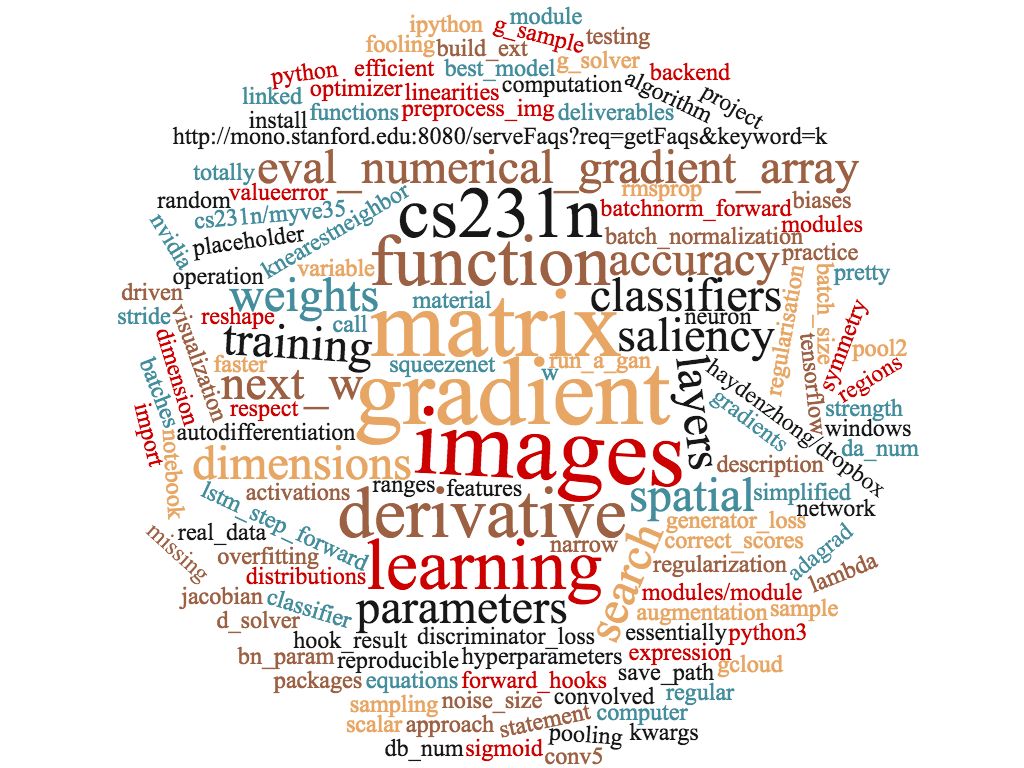 module
ipython
g_sample
fooling
build_ext
testing
g_solver
python
efficient
best_model
backend
linked
optimizer
linearities
computation
algorithm
project
install
functions
preprocess_img
deliverables
http://mono.stanford.edu:8080/serveFaqs?req=getFaqs&keyword=k
totally
eval_numerical_gradient_array
random
valueerror
rmsprop
biases
cs231n/myve35
knearestneighbor
cs231n
batchnorm_forward
modules
nvidia
placeholder
batch_normalization
practice
operation
variable
function
accuracy
regularisation
batch_size
pretty
driven
weights
material
classifiers
stride
visualization
reshape
call
matrix
neuron
symmetry
dimension
training
saliency
tensorflow
pool2
batches
faster
squeezenet
w
run_a_gan
layers
haydenzhong/dropbox
regions
next_w
gradient
gradients
strength
import
notebook
respect
autodifferentiation
images
windows
da_num
dimensions
description
lstm_step_forward
activations
ranges
features
spatial
simplified
missing
real_data
derivative
generator_loss
network
overfitting
narrow
search
correct_scores
adagrad
distributions
learning
regularization
lambda
jacobian
classifier
parameters
modules/module
d_solver
augmentation
sample
hook_result
discriminator_loss
essentially
python3
bn_param
reproducible
hyperparameters
expression
gcloud
packages
equations
forward_hooks
save_path
sampling
noise_size
convolved
regular
scalar
approach
statement
computer
db_num
sigmoid
pooling
kwargs
conv5